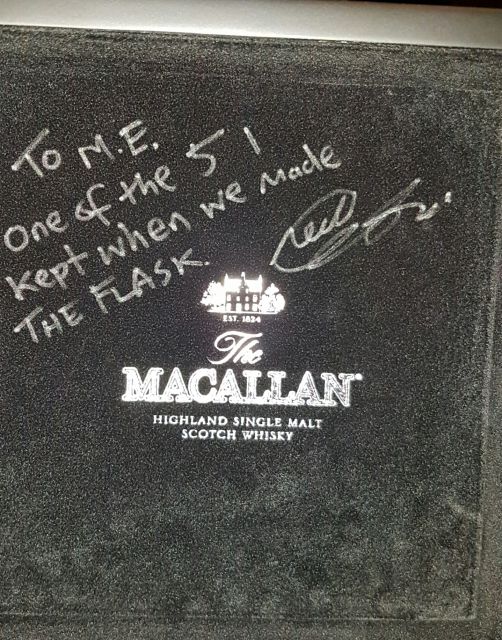 To M.E.
one of the 5 I
kept when we made
THE FLASK.
EST. 1824
The
MACALLAN®
HIGHLAND SINGLE MALT
SCOTCH WHISKY